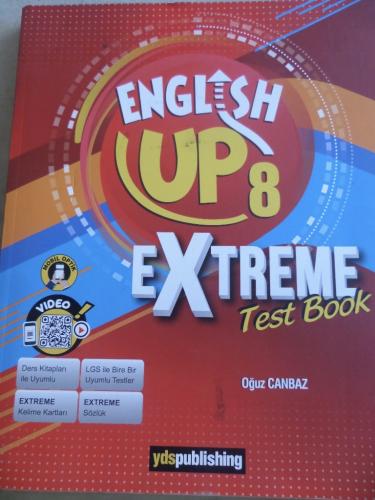 ENGLISH
UP 8
EXTREME
Test Book
MOBİL OPTİK
VIDEO
Ders Kitapları
ile Uyumlu
LGS ile Bire Bir
Uyumlu Testler
EXTREME
Kelime Kartları
EXTREME
Sözlük
Oğuz CANBAZ
ydspublishing